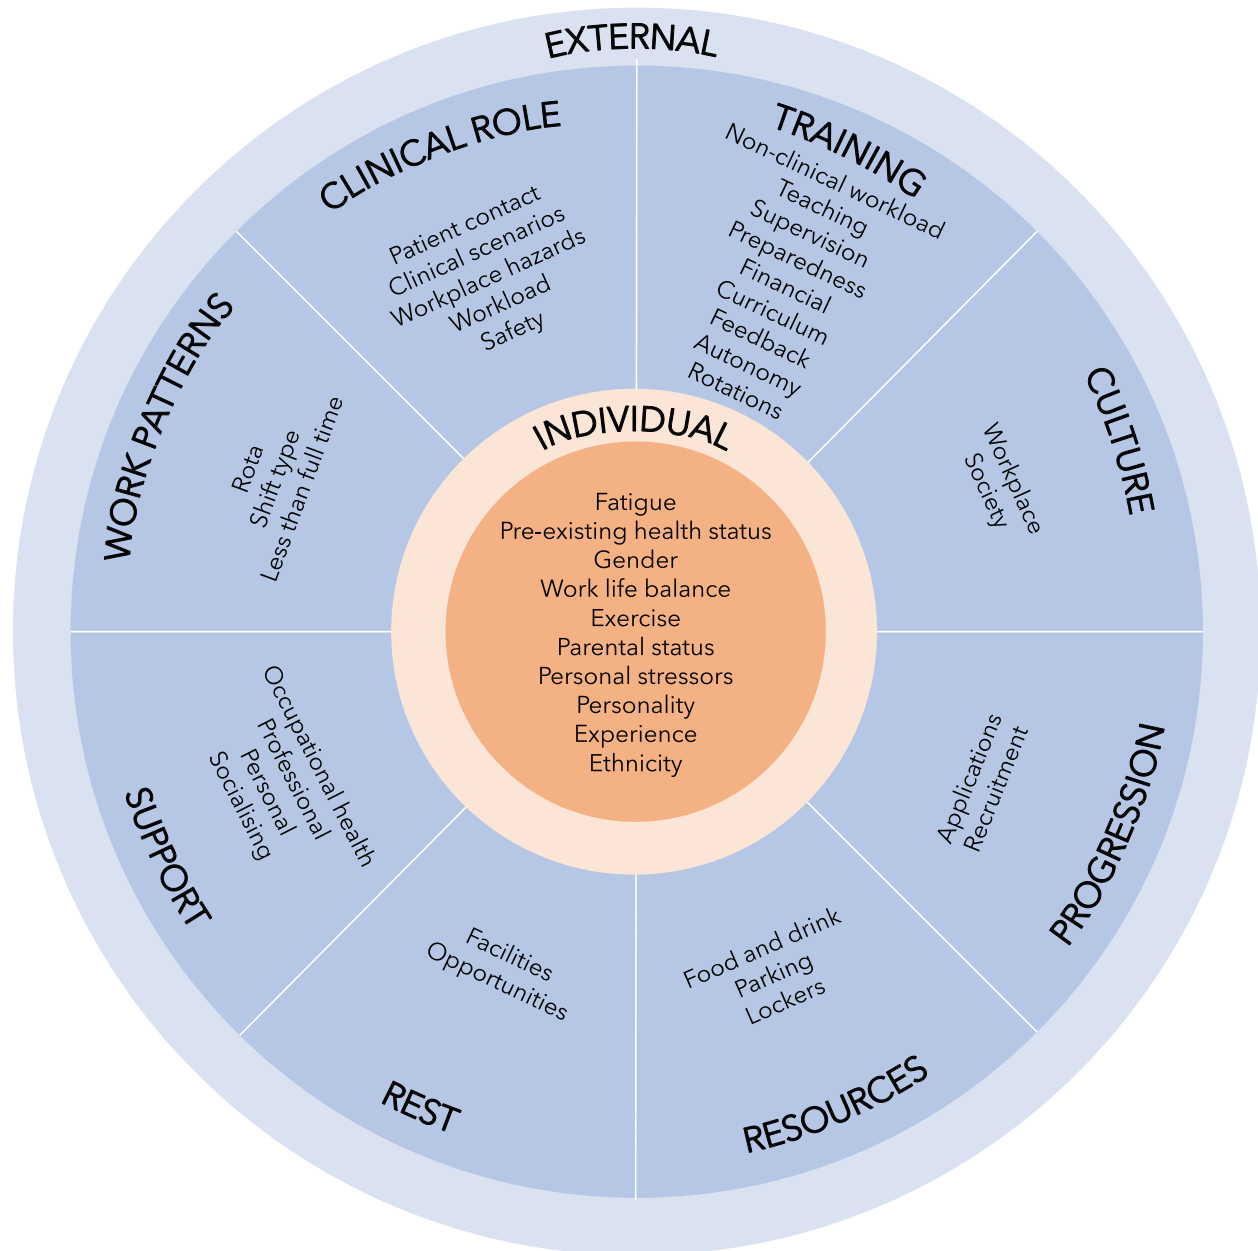 EXTERNAL
CLINICAL ROLE
Patient contact
Clinical scenarios
Workplace hazards
Workload
Safety
TRAINING
Non-clinical workload
Teaching
Supervision
Preparedness
Financial
Curriculum
Feedback
Autonomy
Rotations
CULTURE
Workplace
Society
PROGRESSION
Applications
Recruitment
RESOURCES
Food and drink
Parking
Lockers
REST
Facilities
Opportunities
SUPPORT
Occupational health
Professional
Personal
Socialising
WORK PATTERNS
Rota
Shift type
Less than full time
INDIVIDUAL
Fatigue
Pre-existing health status
Gender
Work life balance
Exercise
Parental status
Personal stressors
Personality
Experience
Ethnicity